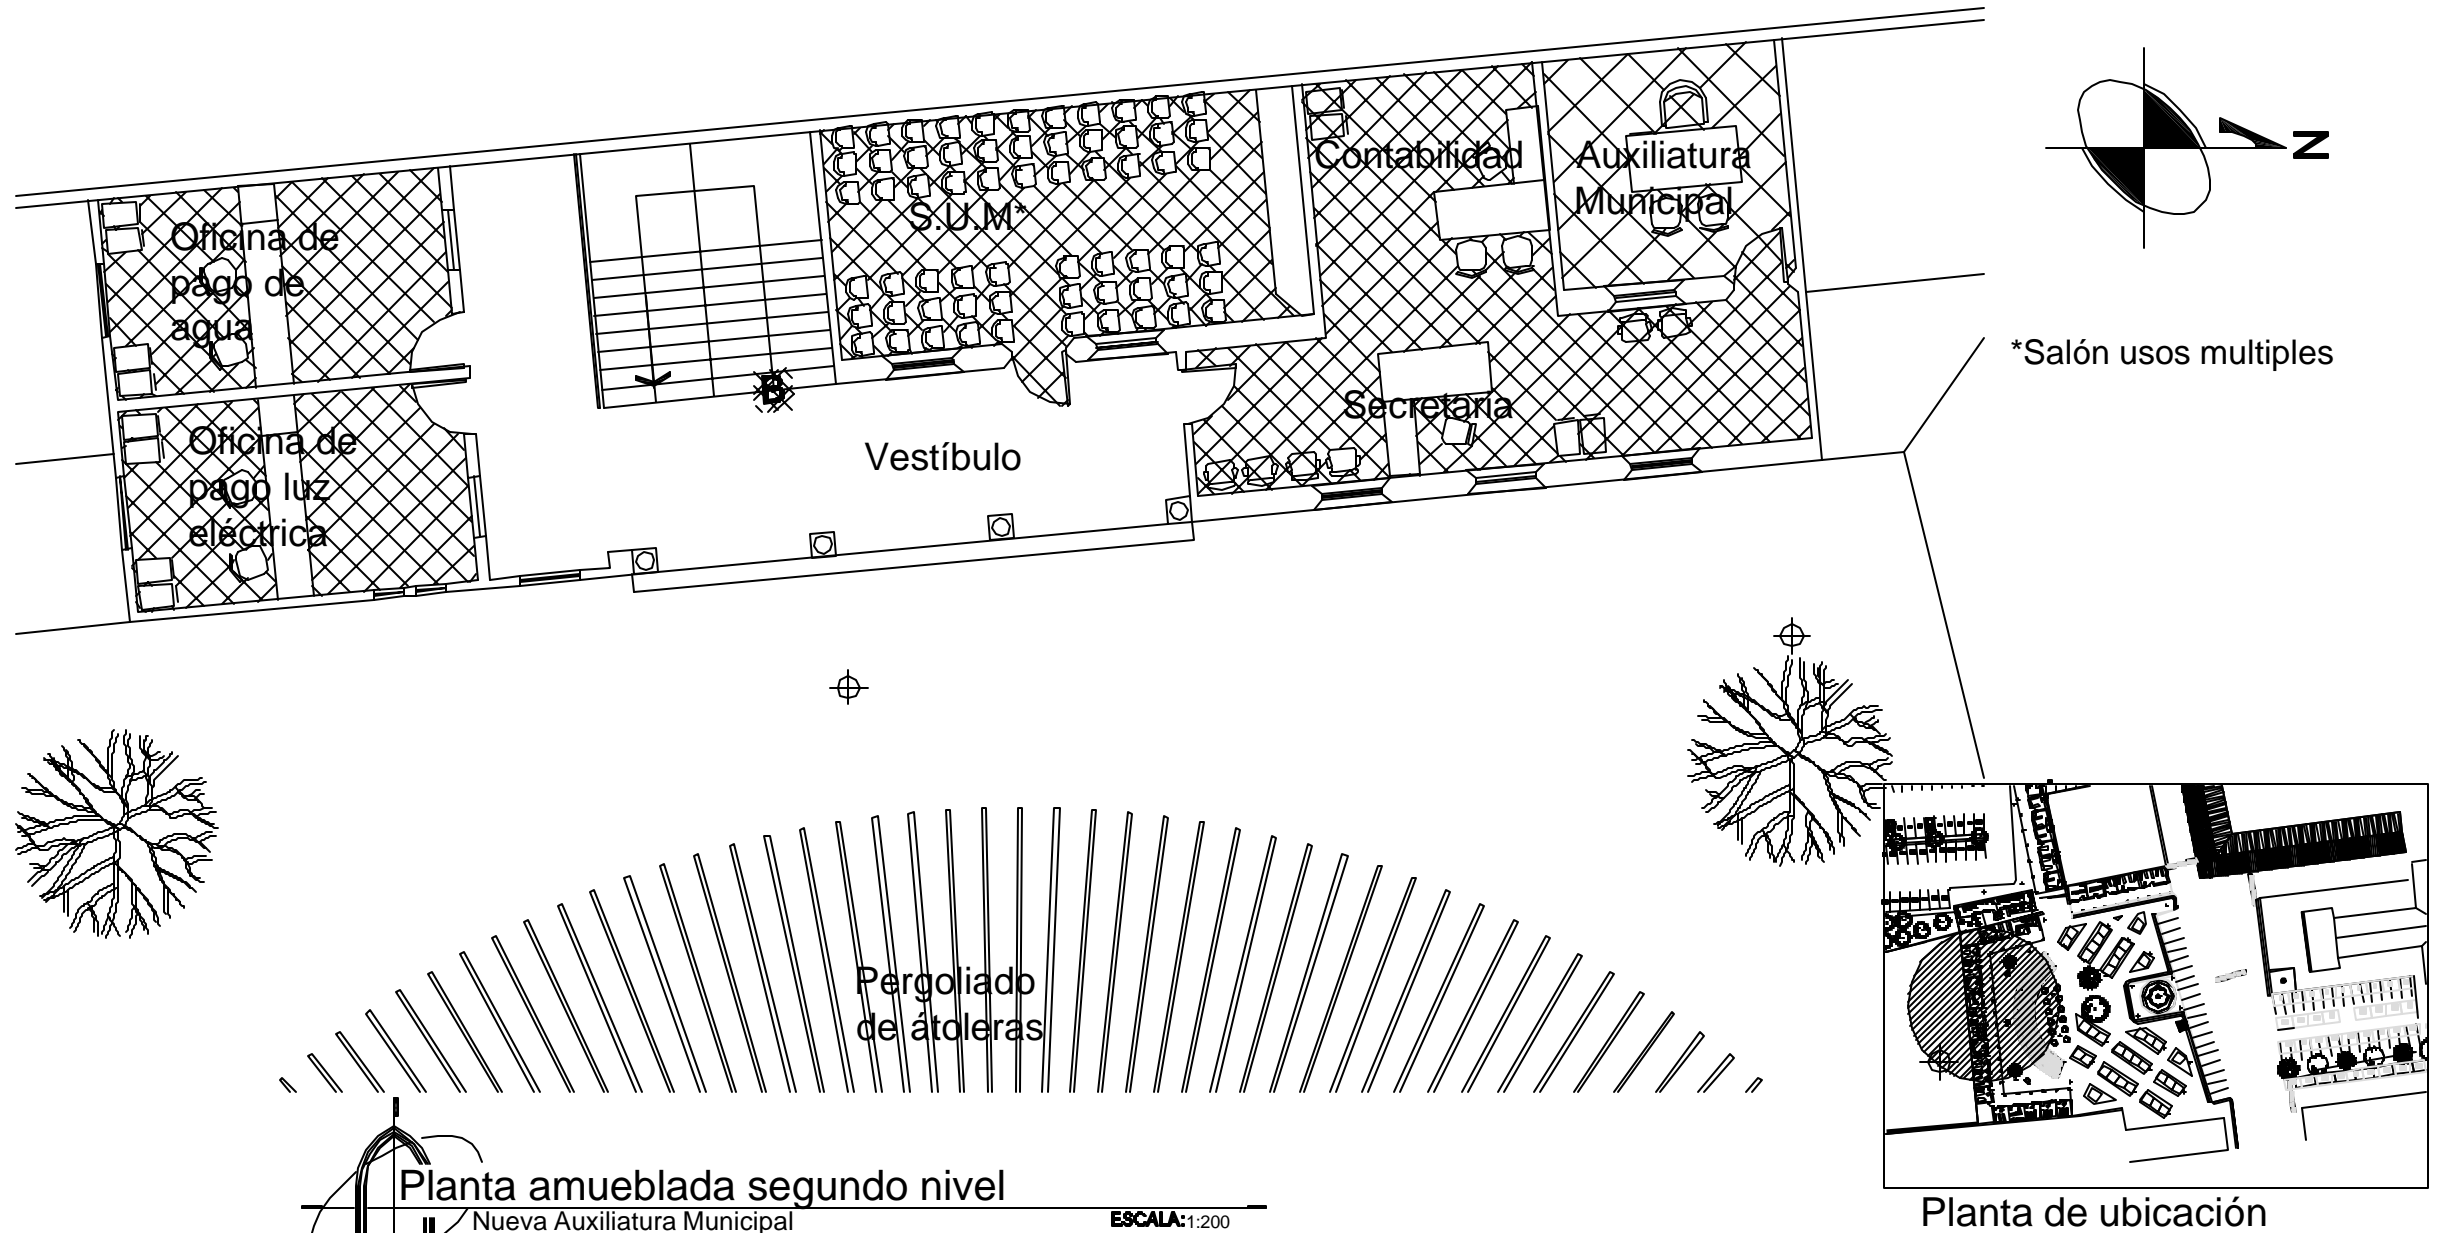 N
Contabilidad
Auxiliatura
Municipal
S.U.M*
Oficina de
pago de
agua
*Salón usos multiples
B
Secretaria
Oficina de
pago luz
eléctrica
Vestíbulo
Pergoliado
de átoleras
Planta amueblada segundo nivel
Nueva Auxiliatura Municipal
ESCALA:1:200
Planta de ubicación